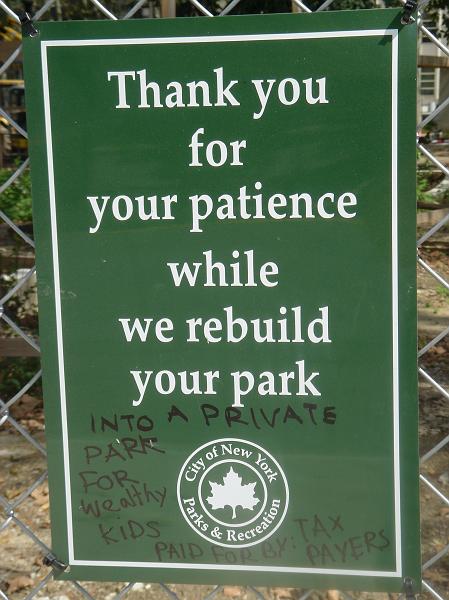 Thank you
for
your patience
while
we rebuild
your park
INTO A PRIVATE
PARK
FOR
Wealthy
KIDS
PAID FOR BY: TAX
PAYERS
City of New York
Parks & Recreation